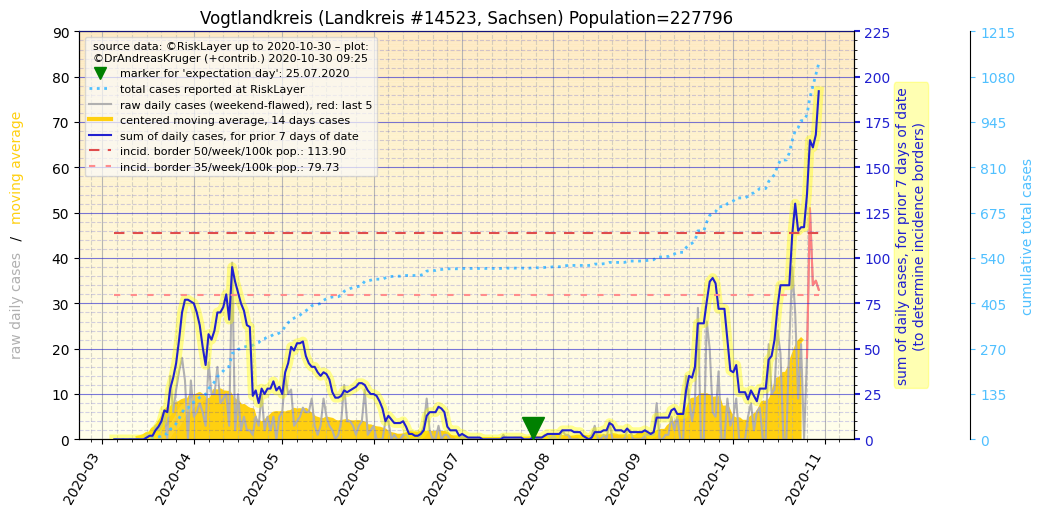 Vogtlandkreis (Landkreis #14523, Sachsen) Population=227796
source data: ©RiskLayer up to 2020-10-30 – plot:
©DrAndreasKruger (+contrib.) 2020-10-30 09:25
marker for 'expectation day': 25.07.2020
total cases reported at RiskLayer
raw daily cases (weekend-flawed), red: last 5
centered moving average, 14 days cases
sum of daily cases, for prior 7 days of date
incid. border 50/week/100k pop.: 113.90
incid. border 35/week/100k pop.: 79.73
raw daily cases / moving average
90
80
70
60
50
40
30
20
10
0
2020-03
2020-04
2020-05
2020-06
2020-07
2020-08
2020-09
2020-10
2020-11
225
200
175
150
125
100
75
50
25
0
sum of daily cases, for prior 7 days of date
(to determine incidence borders)
1215
1080
945
810
675
540
405
270
135
0
cumulative total cases